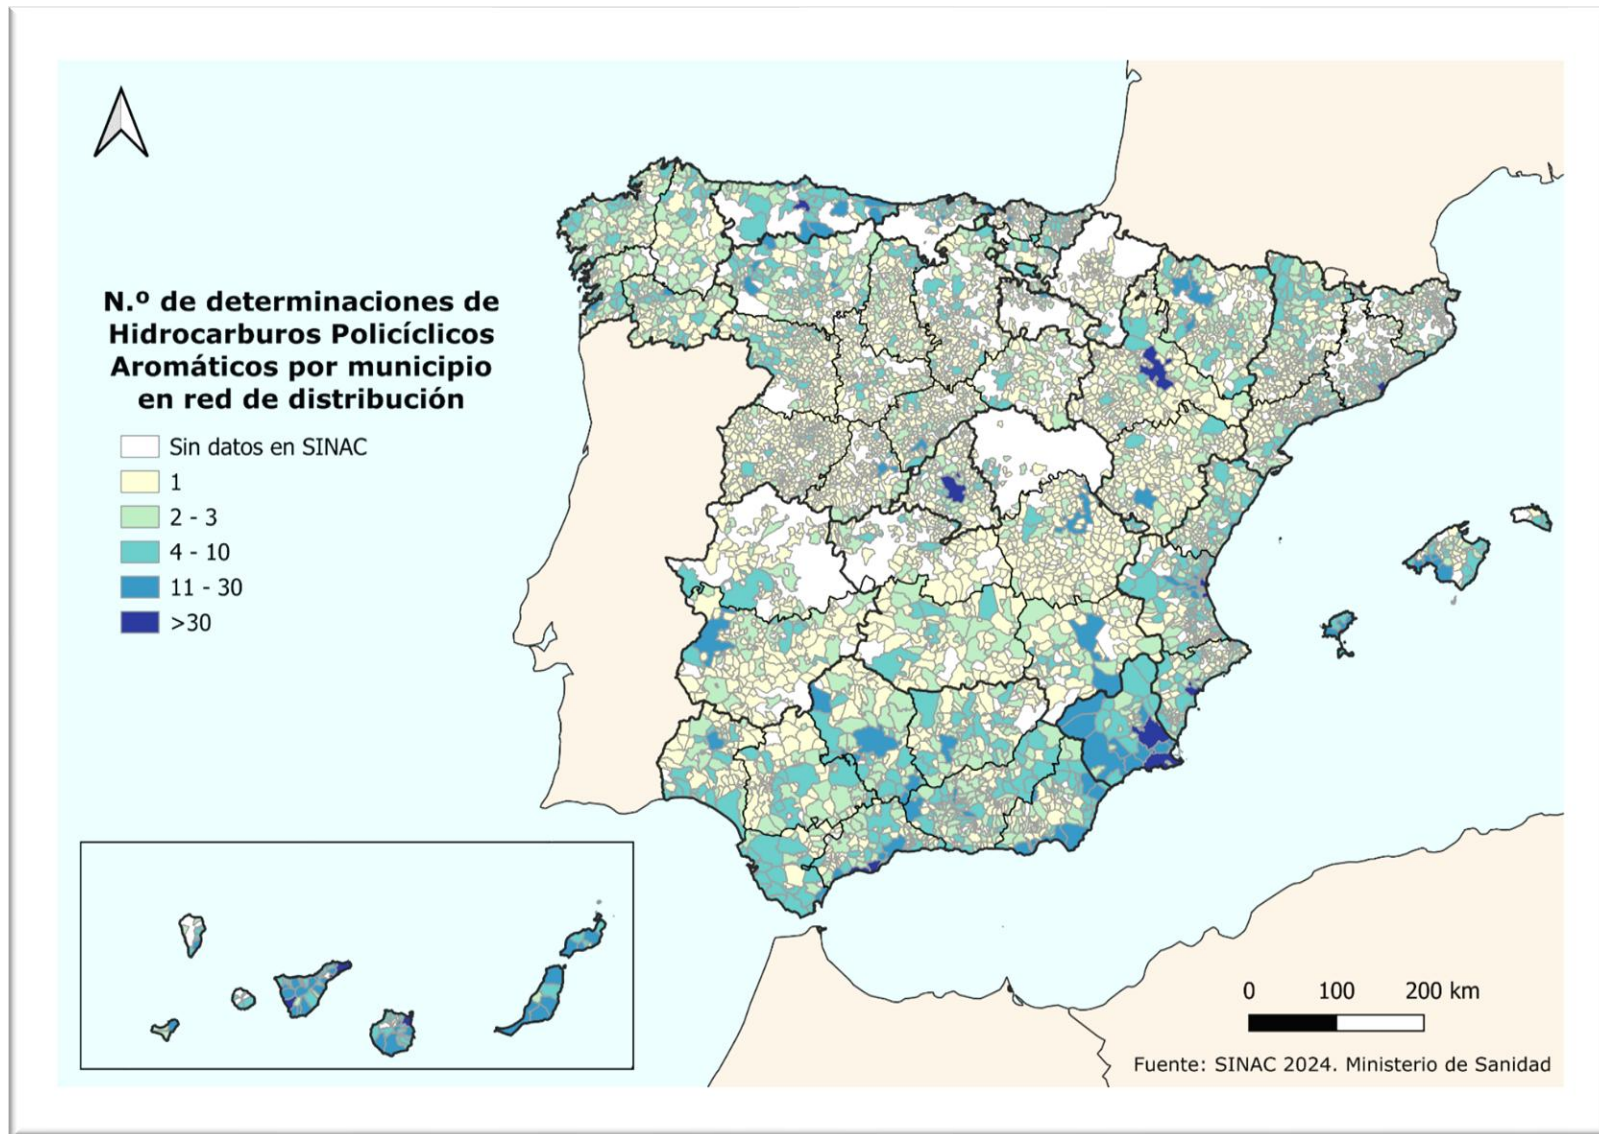 N.º de determinaciones de
Hidrocarburos Policíclicos
Aromáticos por municipio
en red de distribución
Sin datos en SINAC
1
2 - 3
4 - 10
11 - 30
>30
0 100 200 km
Fuente: SINAC 2024. Ministerio de Sanidad